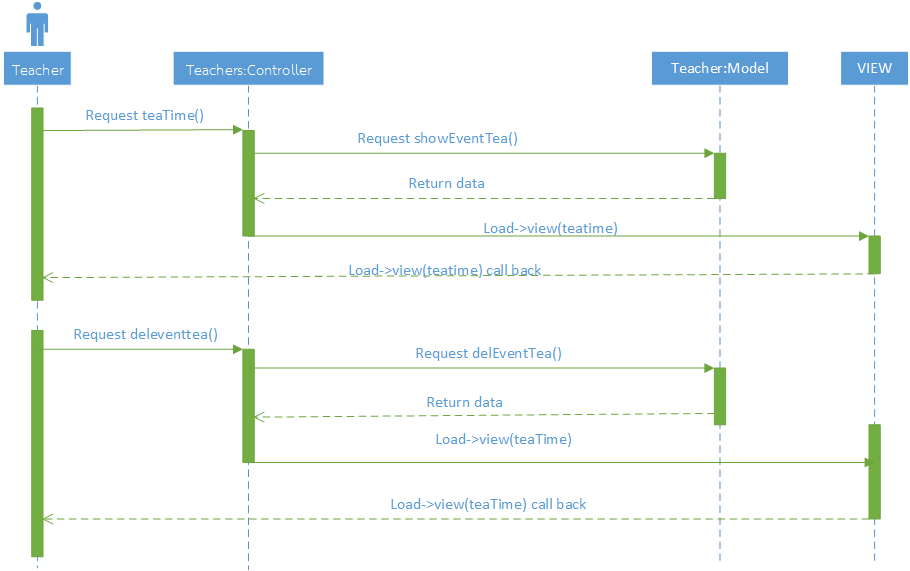 Teacher
Teachers:Controller
Teacher:Model
VIEW
Request teaTime()
Request showEventTea()
Return data
Load->view(teatime)
Load->view(teatime) call back
Request deleventtea()
Request delEventTea()
Return data
Load->view(teaTime)
Load->view(teaTime) call back